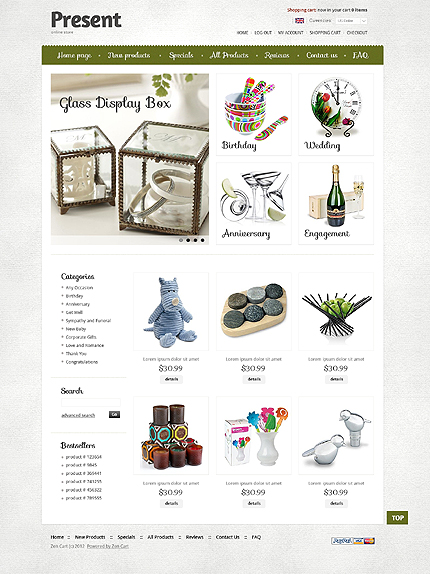 Present
online store
Shopping cart: now in your cart 0 items
Currencies: US Dollar
HOME LOG OUT MY ACCOUNT SHOPPING CART CHECKOUT
Home page New products Specials All Products Reviews Contact us FAQ
Glass Display Box
Birthday
Wedding
Anniversary
Engagement
Categories
Any Occasion
Birthday
Anniversary
Get Well
Sympathy and Funeral
New Baby
Corporate Gifts
Love and Romance
Thank You
Congratulations
Lorem ipsum dolor sit amet
$30.99
details
Lorem ipsum dolor sit amet
$30.99
details
Lorem ipsum dolor sit amet
$30.99
details
Search
GO
advanced search
Bestsellers
product # 123654
product # 9845
product # 369441
product # 741235
product # 456322
product # 789555
Lorem ipsum dolor sit amet
$30.99
details
Lorem ipsum dolor sit amet
$30.99
details
Lorem ipsum dolor sit amet
$30.99
details
TOP
Home :: New Products :: Specials :: All Products :: Reviews :: Contact Us :: FAQ
Zen Cart (c) 2012 Powered by Zen Cart
PayPal